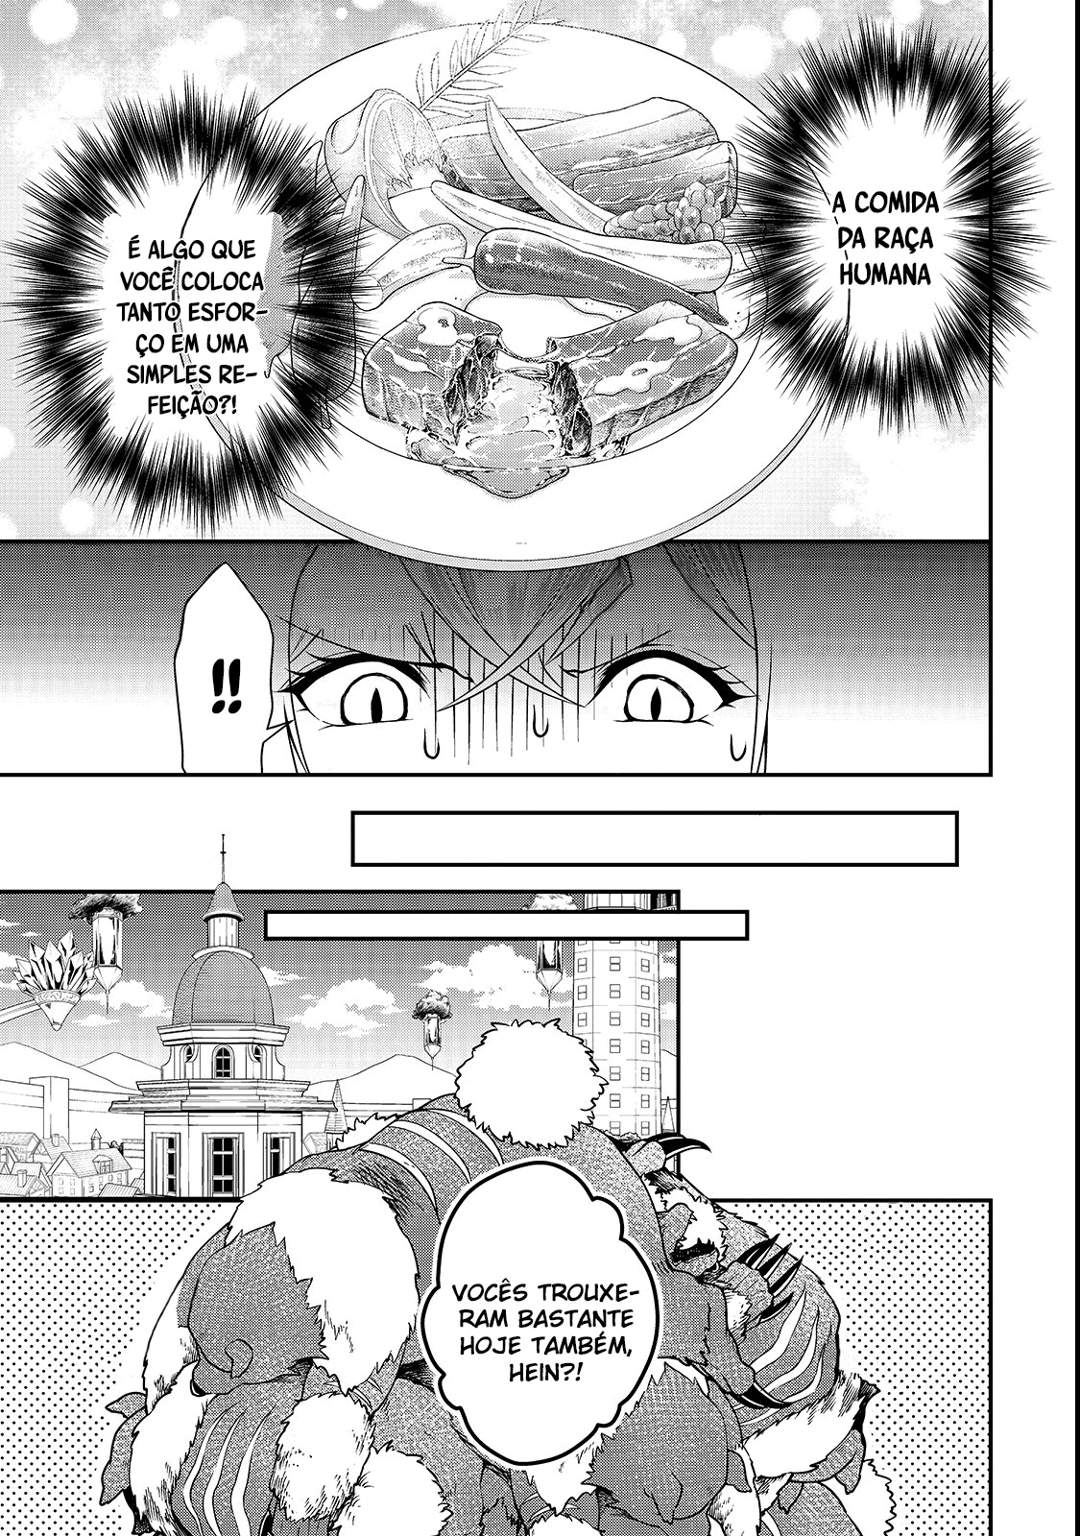 A COMIDA
DA RAÇA
HUMANA
É ALGO QUE
VOCÊ COLOCA
TANTO ESFOR-
ÇO EM UMA
SIMPLES RE-
FEIÇÃO?!
!!
VOCÊS TROUXE-
RAM BASTANTE
HOJE TAMBÉM,
HEIN?!